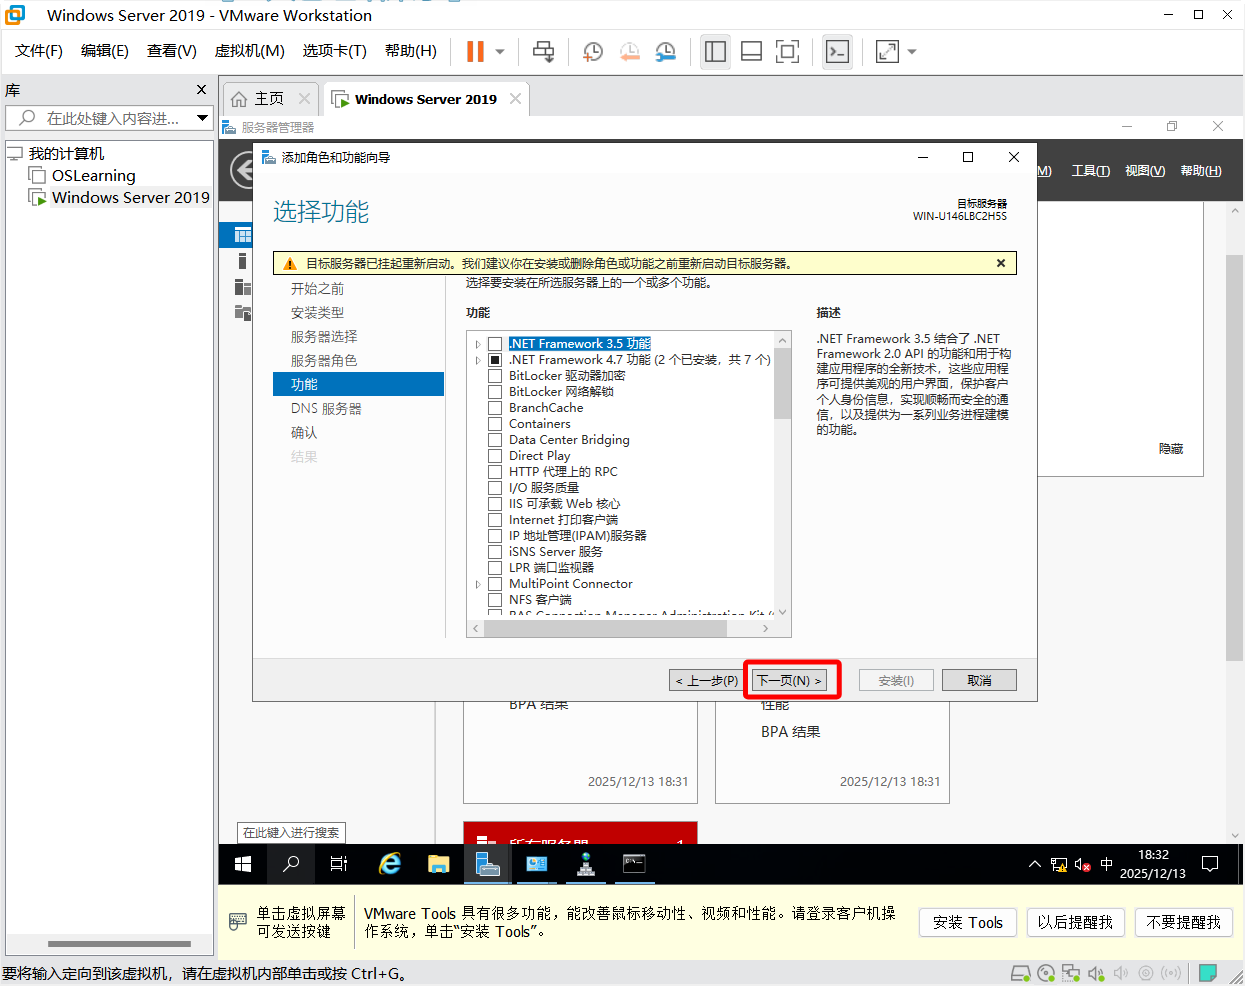 Windows Server 2019 - VMware Workstation
文件(F) 编辑(E) 查看(V) 虚拟机(M) 选项卡(T) 帮助(H)
库
在此处键入内容进...
我的计算机
OSLearning
Windows Server 2019
主页
Windows Server 2019
服务器管理器
(M) 工具(T) 视图(V) 帮助(H)
添加角色和功能向导
选择功能
目标服务器
WIN-U146LBC2H5S
目标服务器已挂起重新启动。我们建议你在安装或删除角色或功能之前重新启动目标服务器。
开始之前
安装类型
服务器选择
服务器角色
功能
DNS 服务器
确认
结果
选择要安装在所选服务器上的一个或多个功能。
功能
.NET Framework 3.5 功能
.NET Framework 4.7 功能 (2 个已安装，共 7 个)
BitLocker 驱动器加密
BitLocker 网络解锁
BranchCache
Containers
Data Center Bridging
Direct Play
HTTP 代理上的 RPC
I/O 服务质量
IIS 可承载 Web 核心
Internet 打印客户端
IP 地址管理(IPAM)服务器
iSNS Server 服务
LPR 端口监视器
MultiPoint Connector
NFS 客户端
RAS Connection Manager Administration Kit
描述
.NET Framework 3.5 结合了 .NET
Framework 2.0 API 的功能和用于构
建应用程序的全新技术，这些应用程
序可提供美观的用户界面，保护客户
个人身份信息，实现顺畅而安全的通
信，以及提供为一系列业务进程建模
的功能。
隐藏
< 上一步(P) 下一页(N) > 安装(I) 取消
BPA 结果
2025/12/13 18:31
性能
BPA 结果
2025/12/13 18:31
所有服务器 1
在此键入进行搜索
中
18:32
2025/12/13
单击虚拟屏幕
可发送按键
VMware Tools 具有很多功能，能改善鼠标移动性、视频和性能。请登录客户机操
作系统，单击“安装 Tools”。
安装 Tools 以后提醒我 不要提醒我
要将输入定向到该虚拟机，请在虚拟机内部单击或按 Ctrl+G。